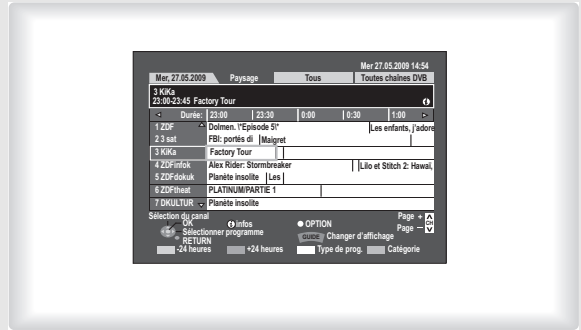 Mer 27.05.2009 14:54
Mer, 27.05.2009 Paysage Tous Toutes chaînes DVB
3 KiKa
23:00-23:45 Factory Tour
Durée: 23:00 23:30 0:00 0:30 1:00
1 ZDF Dolmen. \"Episode 5\" Les enfants, j'adore
2 3 sat FBI: portés di Maigret
3 KiKa Factory Tour
4 ZDFinfok Alex Rider: Stormbreaker Lilo et Stitch 2: Hawaï,
5 ZDFdokuk Planète insolite Les
6 ZDFtheat PLATINUM/PARTIE 1
7 DKULTUR Planète insolite
Sélection du canal
OK infos OPTION Page + CH
Sélectionner programme GUIDE Changer d'affichage Page −
RETURN
-24 heures +24 heures Type de prog. Catégorie